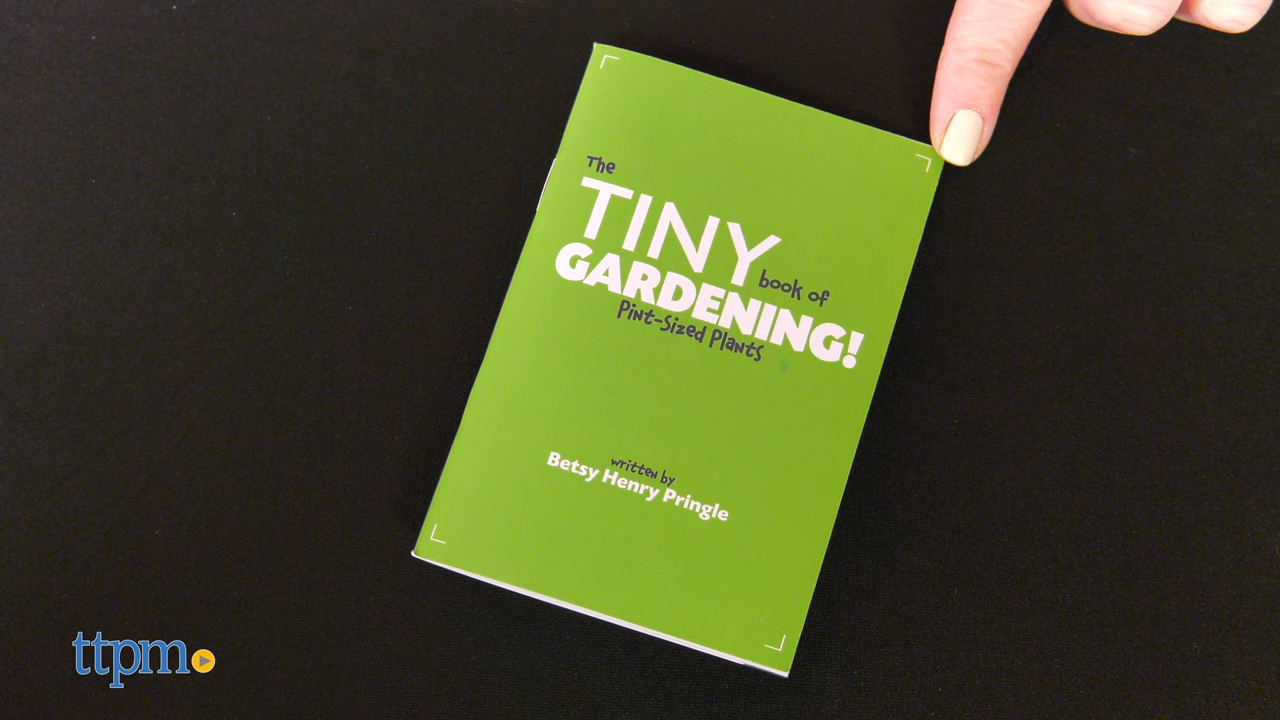 The
TINY
book of
GARDENING!
Pint-Sized Plants
written by
Betsy Henry Pringle
ttpm